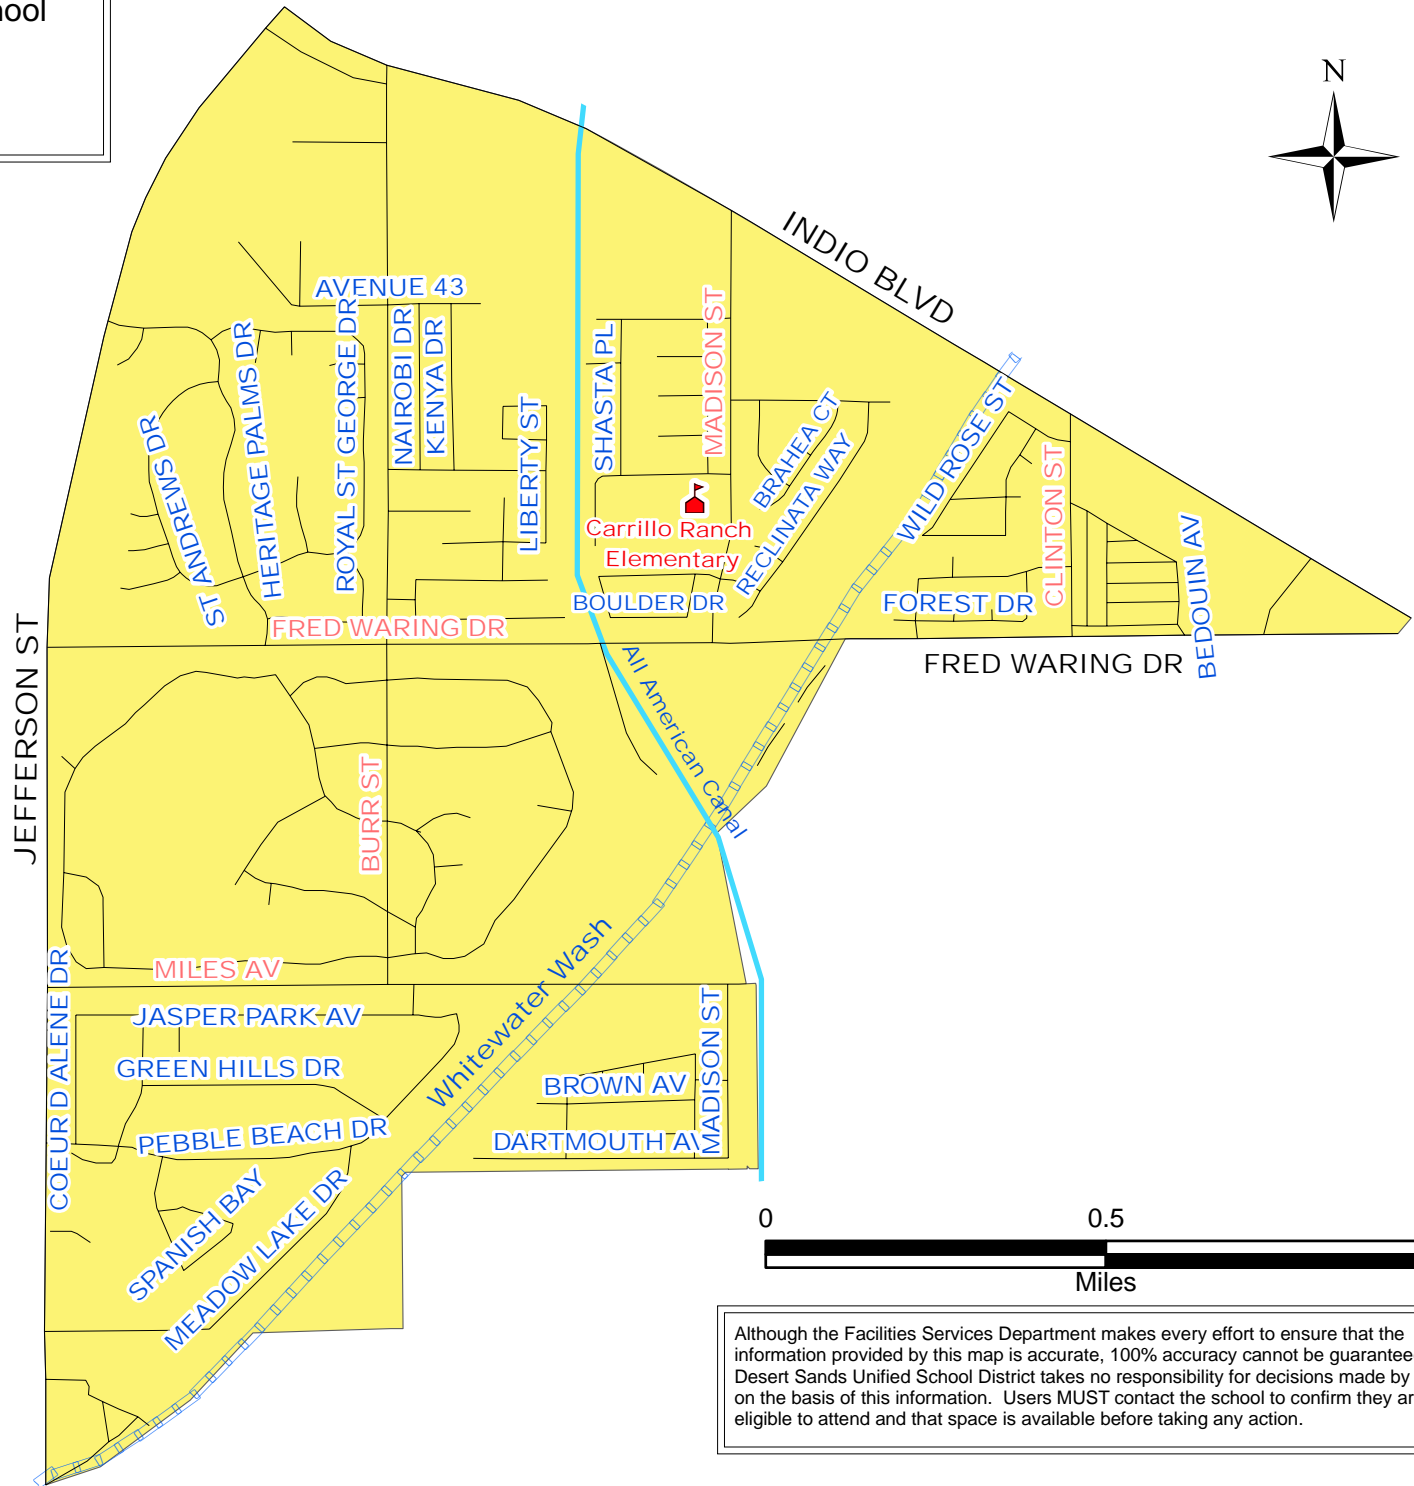 N
INDIO BLVD
AVENUE 43
MADISON ST
SHASTA PL
NAIROBI DR
KENYA DR
ROYAL ST GEORGE DR
HERITAGE PALMS DR
ST ANDREWS DR
LIBERTY ST
BRAHEA CT
RECLINATA WAY
WILDROSE ST
CLINTON ST
BEDOUIN AV
Carrillo Ranch
Elementary
BOULDER DR
FOREST DR
FRED WARING DR
FRED WARING DR
JEFFERSON ST
All American Canal
BURR ST
MILES AV
Whitewater Wash
COEUR D ALENE DR
JASPER PARK AV
GREEN HILLS DR
PEBBLE BEACH DR
BROWN AV
DARTMOUTH AV
MADISON ST
SPANISH BAY
MEADOW LAKE DR
0 0.5
Miles
Although the Facilities Services Department makes every effort to ensure that the
information provided by this map is accurate, 100% accuracy cannot be guarantee
Desert Sands Unified School District takes no responsibility for decisions made by
on the basis of this information. Users MUST contact the school to confirm they ar
eligible to attend and that space is available before taking any action.